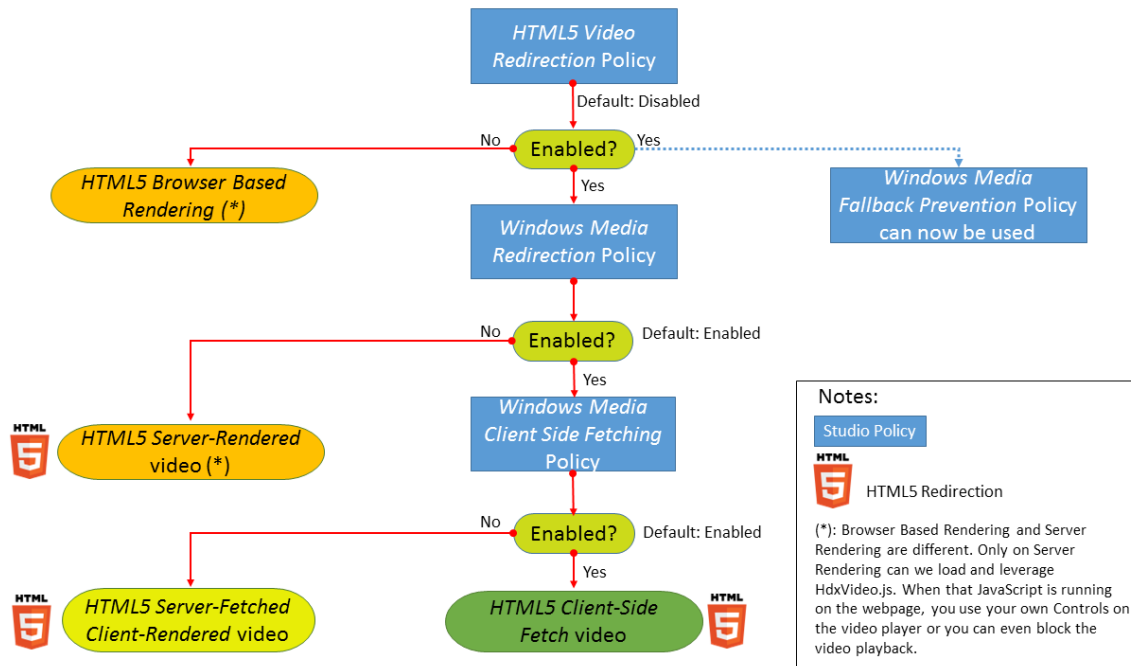 HTML5 Video
Redirection Policy
Default: Disabled
No
Enabled?
Yes
HTML5 Browser Based
Rendering (*)
Yes
Windows Media
Fallback Prevention Policy
can now be used
Windows Media
Redirection Policy
No
Enabled?
Default: Enabled
Yes
HTML
5
HTML5 Server-Rendered
video (*)
Windows Media
Client Side Fetching
Policy
No
Enabled?
Default: Enabled
Yes
HTML
5
HTML5 Server-Fetched
Client-Rendered video
HTML5 Client-Side
Fetch video
HTML
5
Notes:
Studio Policy
HTML
5
HTML5 Redirection
(*): Browser Based Rendering and Server
Rendering are different. Only on Server
Rendering can we load and leverage
HdxVideo.js. When that JavaScript is running
on the webpage, you use your own Controls on
the video player or you can even block the
video playback.